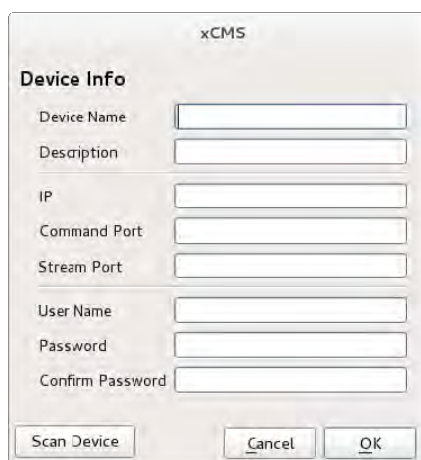 xCMS
Device Info
Device Name
Description
IP
Command Port
Stream Port
User Name
Password
Confirm Password
Scan Device
Cancel
OK